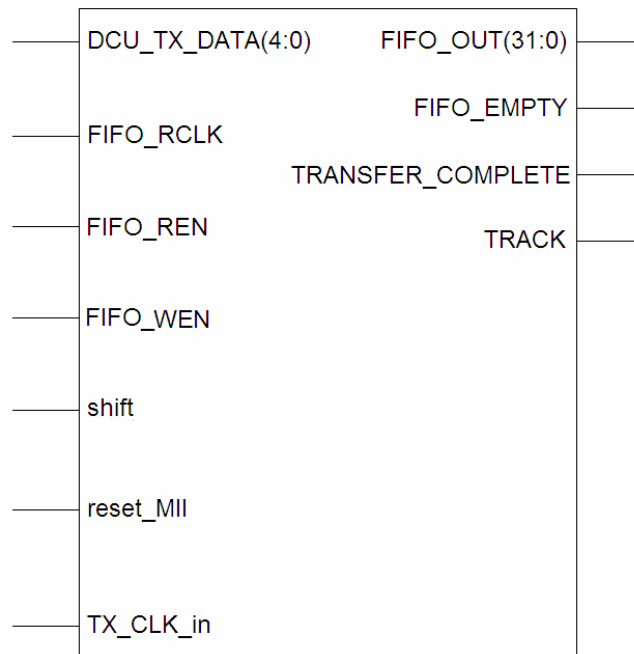 DCU_TX_DATA(4:0) FIFO_OUT(31:0)
FIFO_EMPTY
FIFO_RCLK
TRANSFER_COMPLETE
FIFO_REN
TRACK
FIFO_WEN
shift
reset_MII
TX_CLK_in